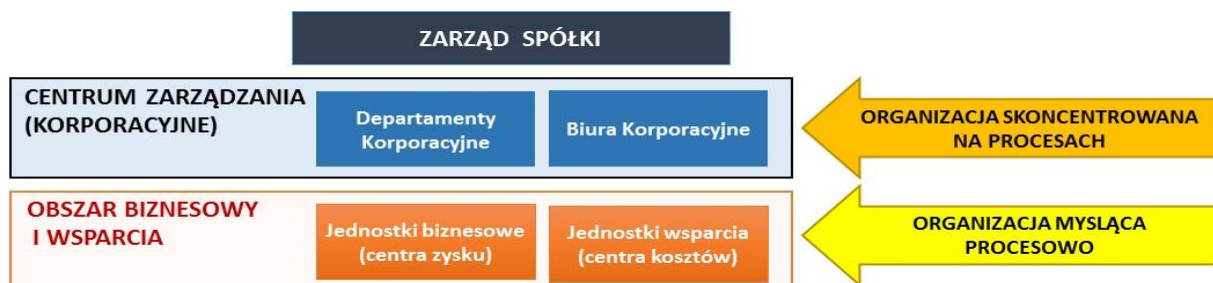 ZARZĄD SPÓŁKI
CENTRUM ZARZĄDZANIA
(KORPORACYJNE)
Departamenty
Korporacyjne
Biura Korporacyjne
ORGANIZACJA SKONCENTROWANA
NA PROCESACH
OBSZAR BIZNESOWY
I WSPARCIA
Jednostki biznesowe
(centra zysku)
Jednostki wsparcia
(centra kosztów)
ORGANIZACJA MYSLĄCA
PROCESOWO